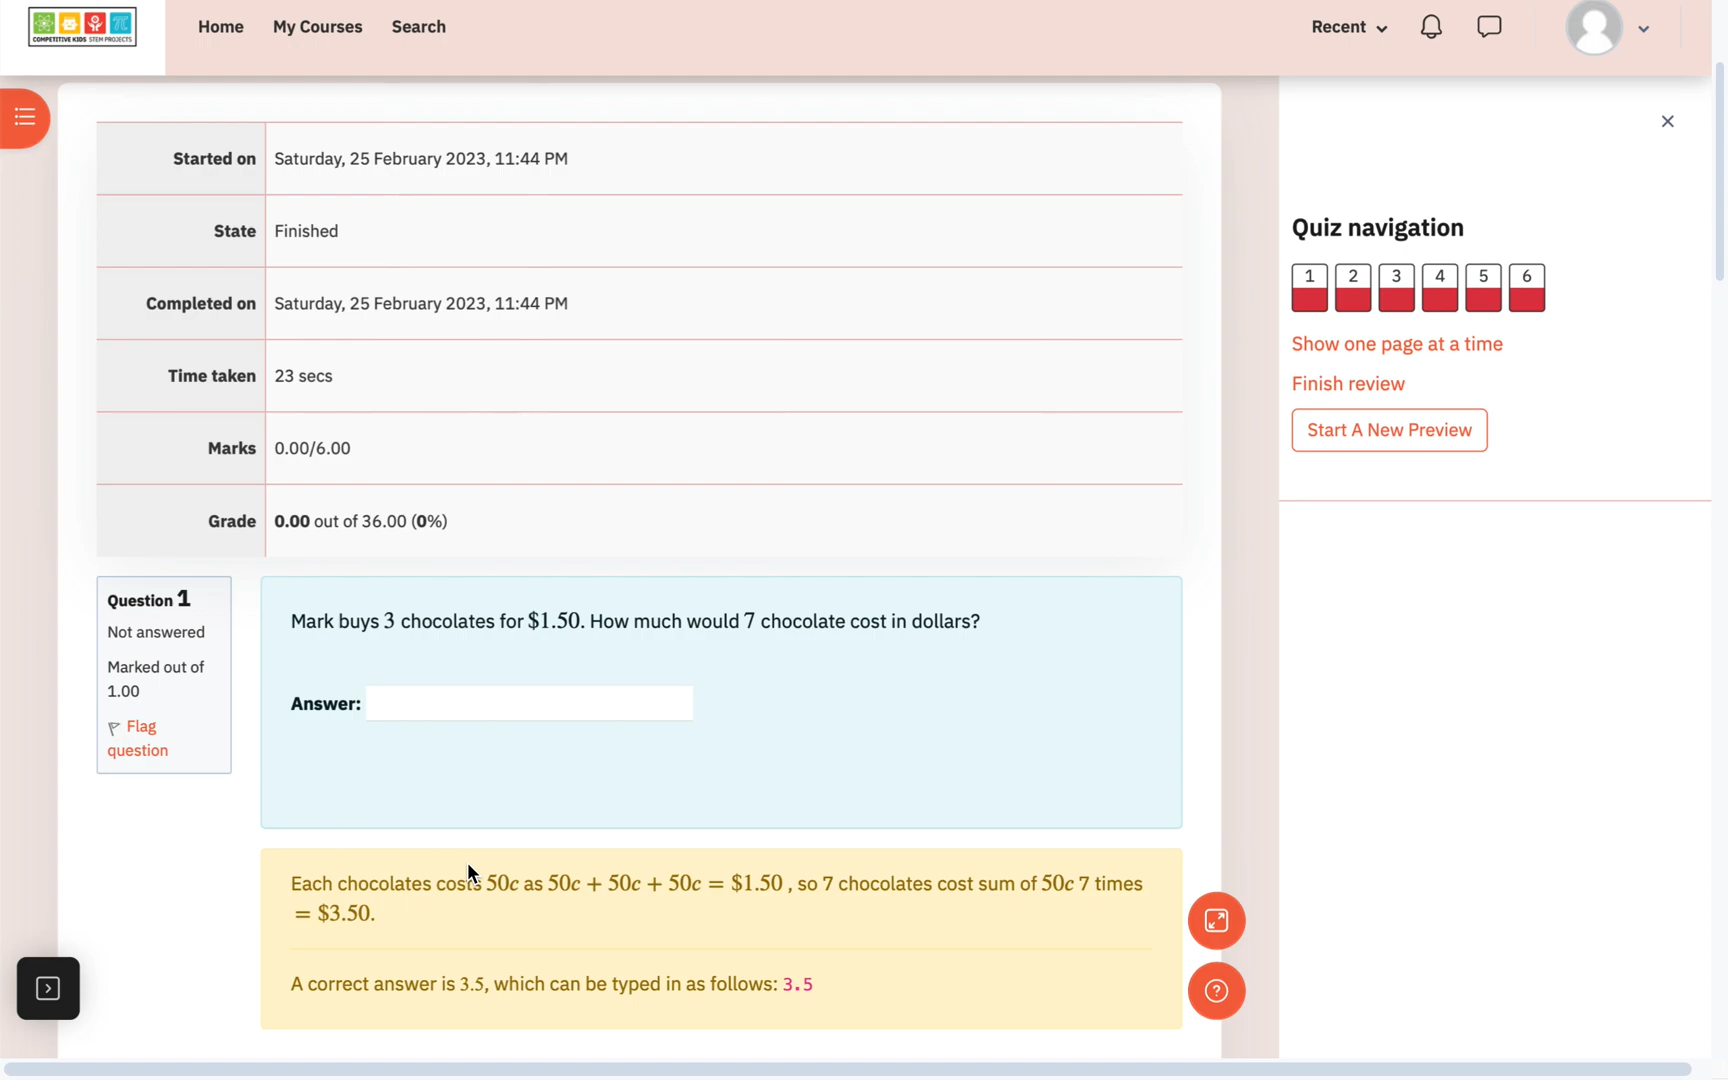 COMPETITIVE KIDS STEM PROJECTS
Home My Courses Search Recent
Started on Saturday, 25 February 2023, 11:44 PM
State Finished
Completed on Saturday, 25 February 2023, 11:44 PM
Time taken 23 secs
Marks 0.00/6.00
Grade 0.00 out of 36.00 (0%)
Quiz navigation
1 2 3 4 5 6
Show one page at a time
Finish review
Start A New Preview
Question 1
Not answered
Marked out of
1.00
Flag
question
Mark buys 3 chocolates for $1.50. How much would 7 chocolate cost in dollars?
Answer:
Each chocolates costs 50c as 50c + 50c + 50c = $1.50 , so 7 chocolates cost sum of 50c 7 times
= $3.50.
A correct answer is 3.5, which can be typed in as follows: 3.5